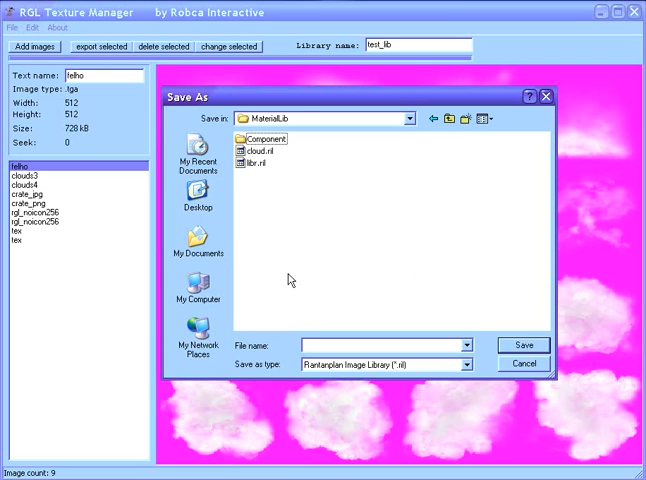 RGL Texture Manager by Robca Interactive
File Edit About
Add images export selected delete selected change selected Library name: test_lib
Text name: felho
Image type: .tga
Width: 512
Height: 512
Size: 728 kB
Seek: 0
felho
clouds3
clouds4
crate_jpg
crate_png
rgl_noicon256
rgl_noicon256
tex
tex
Save As
Save in: MaterialLib
My Recent Documents
Desktop
My Documents
My Computer
My Network Places
Component
cloud.ril
libr.ril
File name: Save
Save as type: Rantanplan Image Library (*.ril) Cancel
Image count: 9